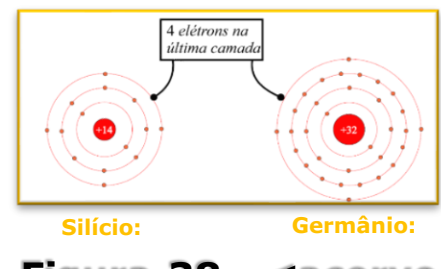 4 elétrons na
última camada
+14
+32
Silício:
Germânio: